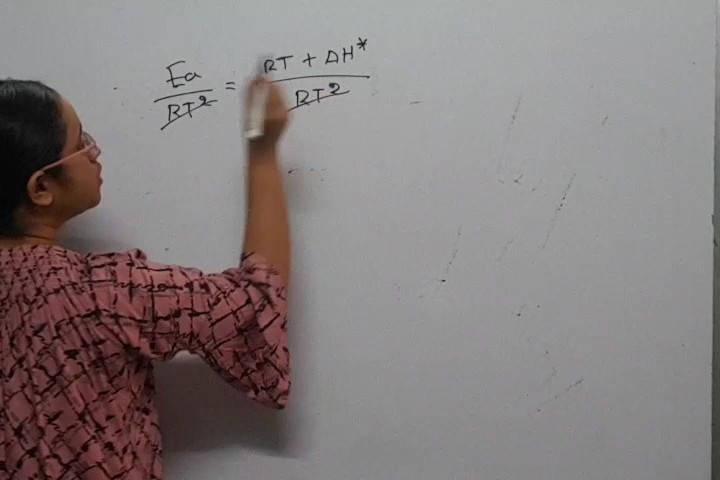 Ea/RT² = RT + ΔH*/RT²